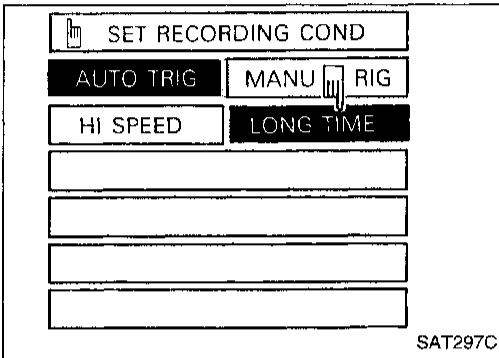 SET RECORDING COND
AUTO TRIG MANU RIG
HI SPEED LONG TIME
SAT297C